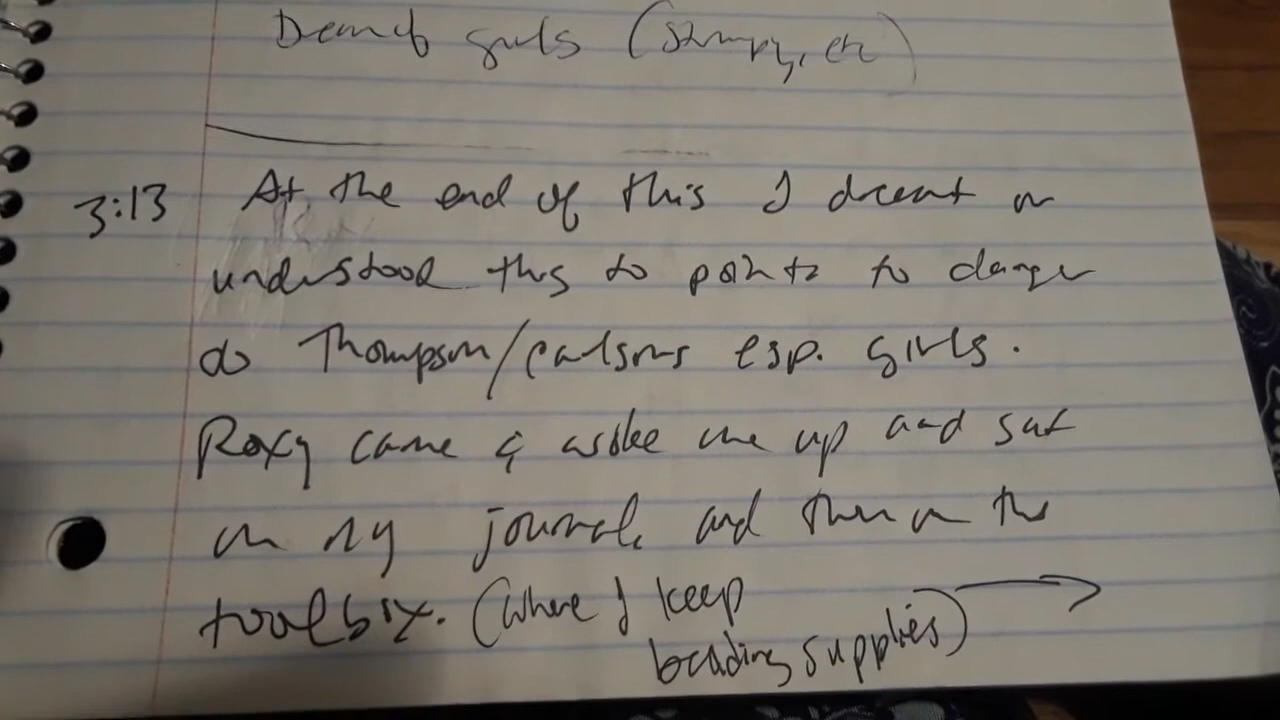 girls (          , etc)
3:13 At the end of this I dreamt or
understood this to point to danger
to Thompson/Carlsons esp. girls.
Roxy came & woke me up and sat
on my journal, and then on the
toolbox. (where I keep
beading supplies) →